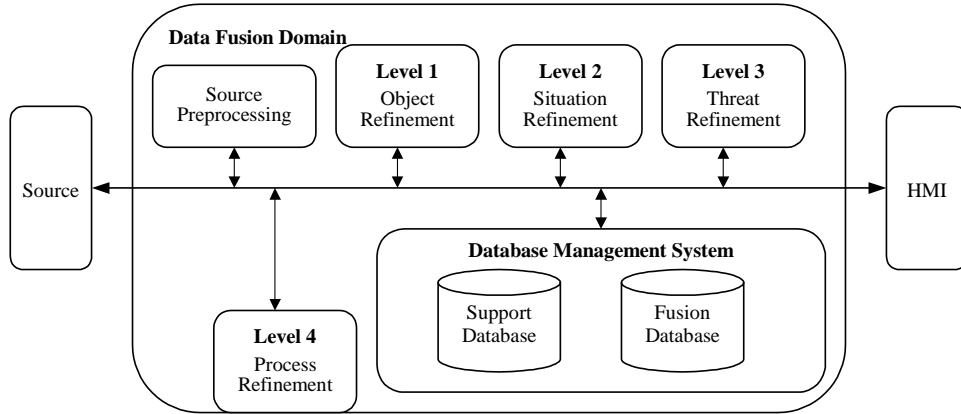 Data Fusion Domain
Source
Preprocessing
Level 1
Object
Refinement
Level 2
Situation
Refinement
Level 3
Threat
Refinement
Source
HMI
Database Management System
Support
Database
Fusion
Database
Level 4
Process
Refinement